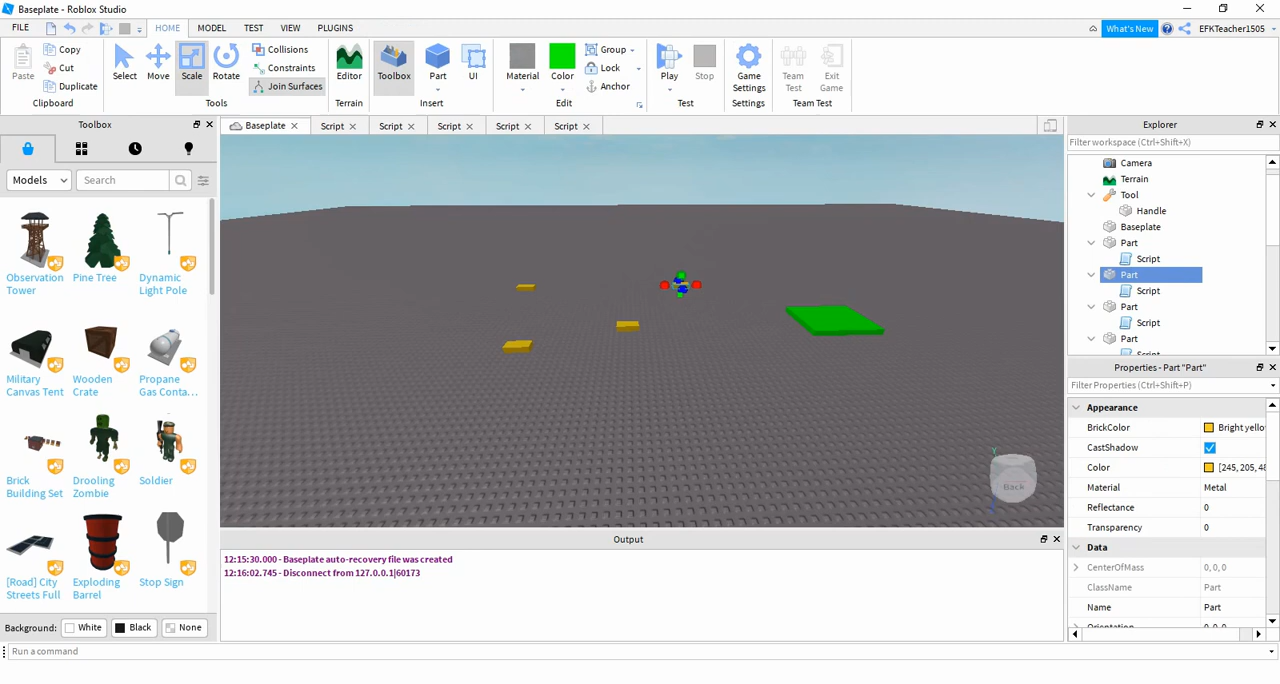 Baseplate - Roblox Studio
FILE HOME MODEL TEST VIEW PLUGINS What's New EFKTeacher1505
Paste Copy Cut Duplicate Clipboard
Select Move Scale Rotate Collisions Constraints Join Surfaces Tools
Editor Terrain
Toolbox Part UI Insert
Material Color Group Lock Anchor Edit
Play Stop Test
Game Settings Settings
Team Test Exit Game Team Test
Toolbox
Models Search
Observation Tower
Pine Tree
Dynamic Light Pole
Military Canvas Tent
Wooden Crate
Propane Gas Conta...
Brick Building Set
Drooling Zombie
Soldier
[Road] City Streets Full
Exploding Barrel
Stop Sign
Background: White Black None
Baseplate Script Script Script Script Script
Back
Output
12:15:30.000 - Baseplate auto-recovery file was created
12:16:02.745 - Disconnect from 127.0.0.1|60173
Explorer
Filter workspace (Ctrl+Shift+X)
Camera
Terrain
Tool
Handle
Baseplate
Part
Script
Part
Script
Part
Script
Part
Script
Properties - Part "Part"
Filter Properties (Ctrl+Shift+P)
Appearance
BrickColor Bright yello
CastShadow
Color [245, 205, 48
Material Metal
Reflectance 0
Transparency 0
Data
CenterOfMass 0, 0, 0
ClassName Part
Name Part
Orientation 0, 0, 0
Run a command